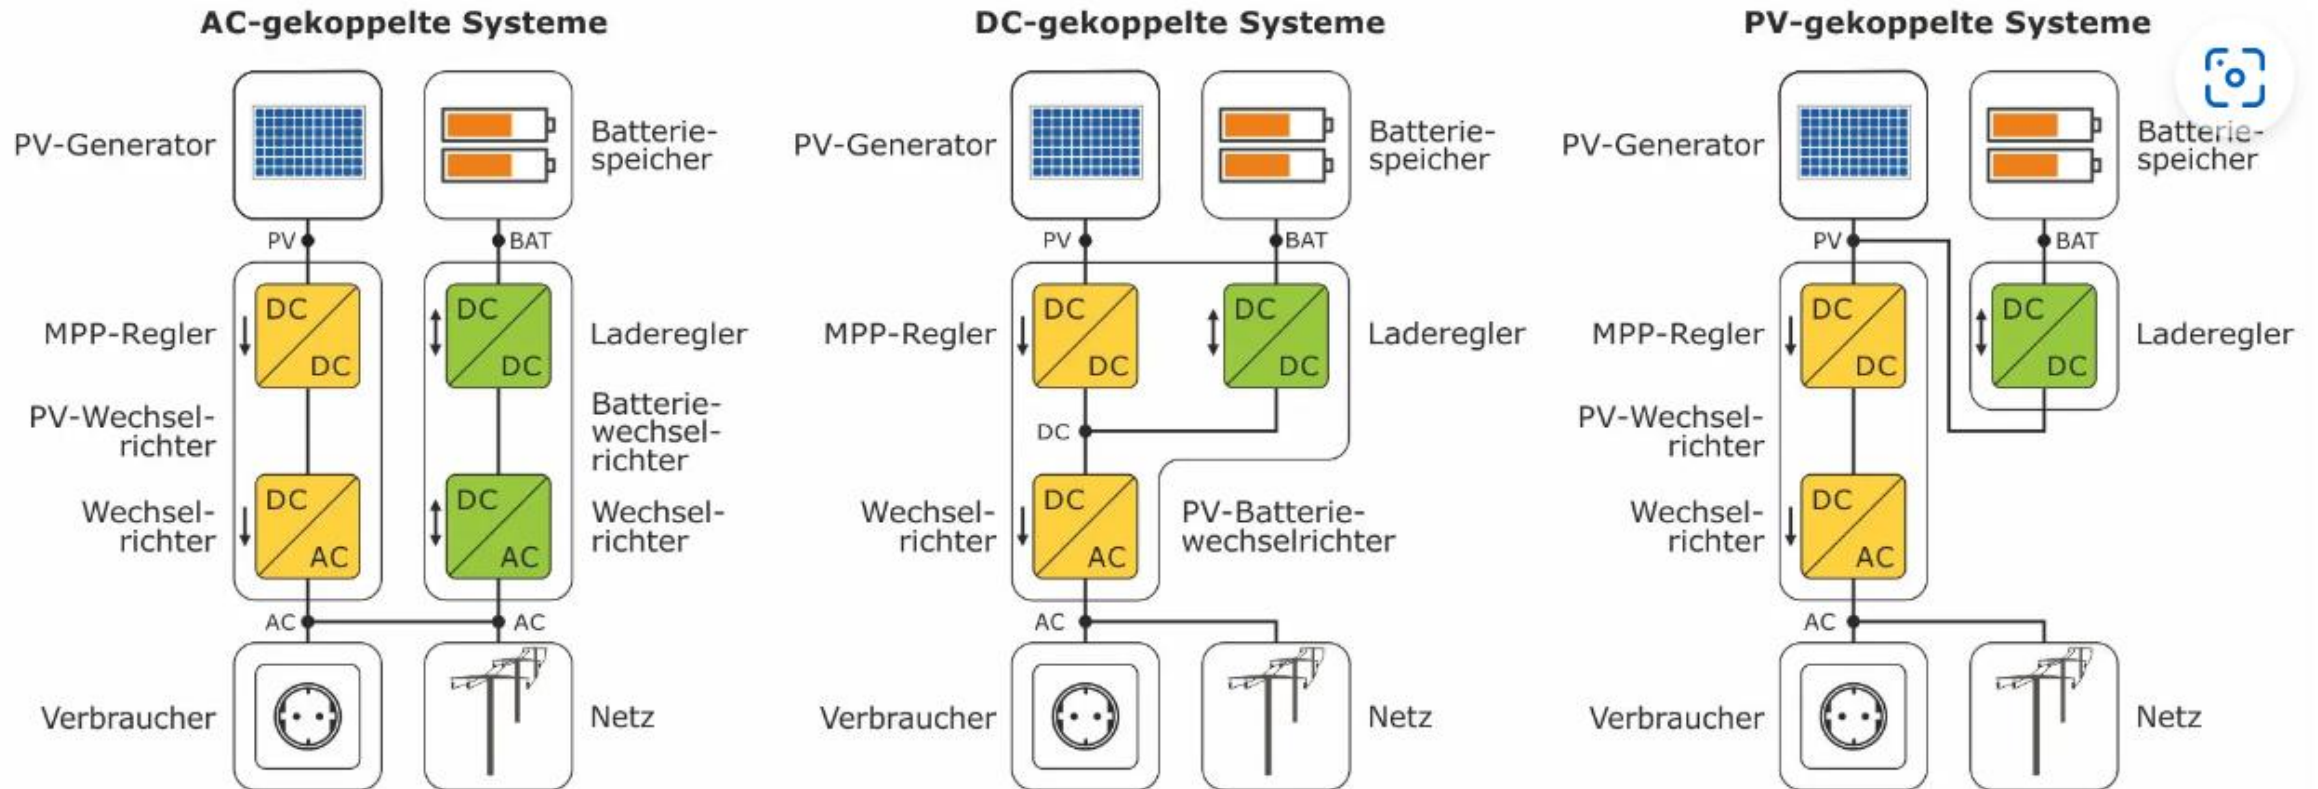 AC-gekoppelte Systeme
PV-Generator
Batterie-
speicher
PV
BAT
MPP-Regler
DC
DC
DC
DC
Laderegler
PV-Wechsel-
richter
Batterie-
wechsel-
richter
Wechsel-
richter
DC
AC
DC
AC
Wechsel-
richter
AC
AC
Verbraucher
Netz
DC-gekoppelte Systeme
PV-Generator
Batterie-
speicher
PV
BAT
MPP-Regler
DC
DC
DC
DC
Laderegler
DC
Wechsel-
richter
DC
AC
PV-Batterie-
wechselrichter
AC
Verbraucher
Netz
PV-gekoppelte Systeme
PV-Generator
Batterie-
speicher
PV
BAT
MPP-Regler
DC
DC
DC
DC
Laderegler
PV-Wechsel-
richter
Wechsel-
richter
DC
AC
AC
Verbraucher
Netz